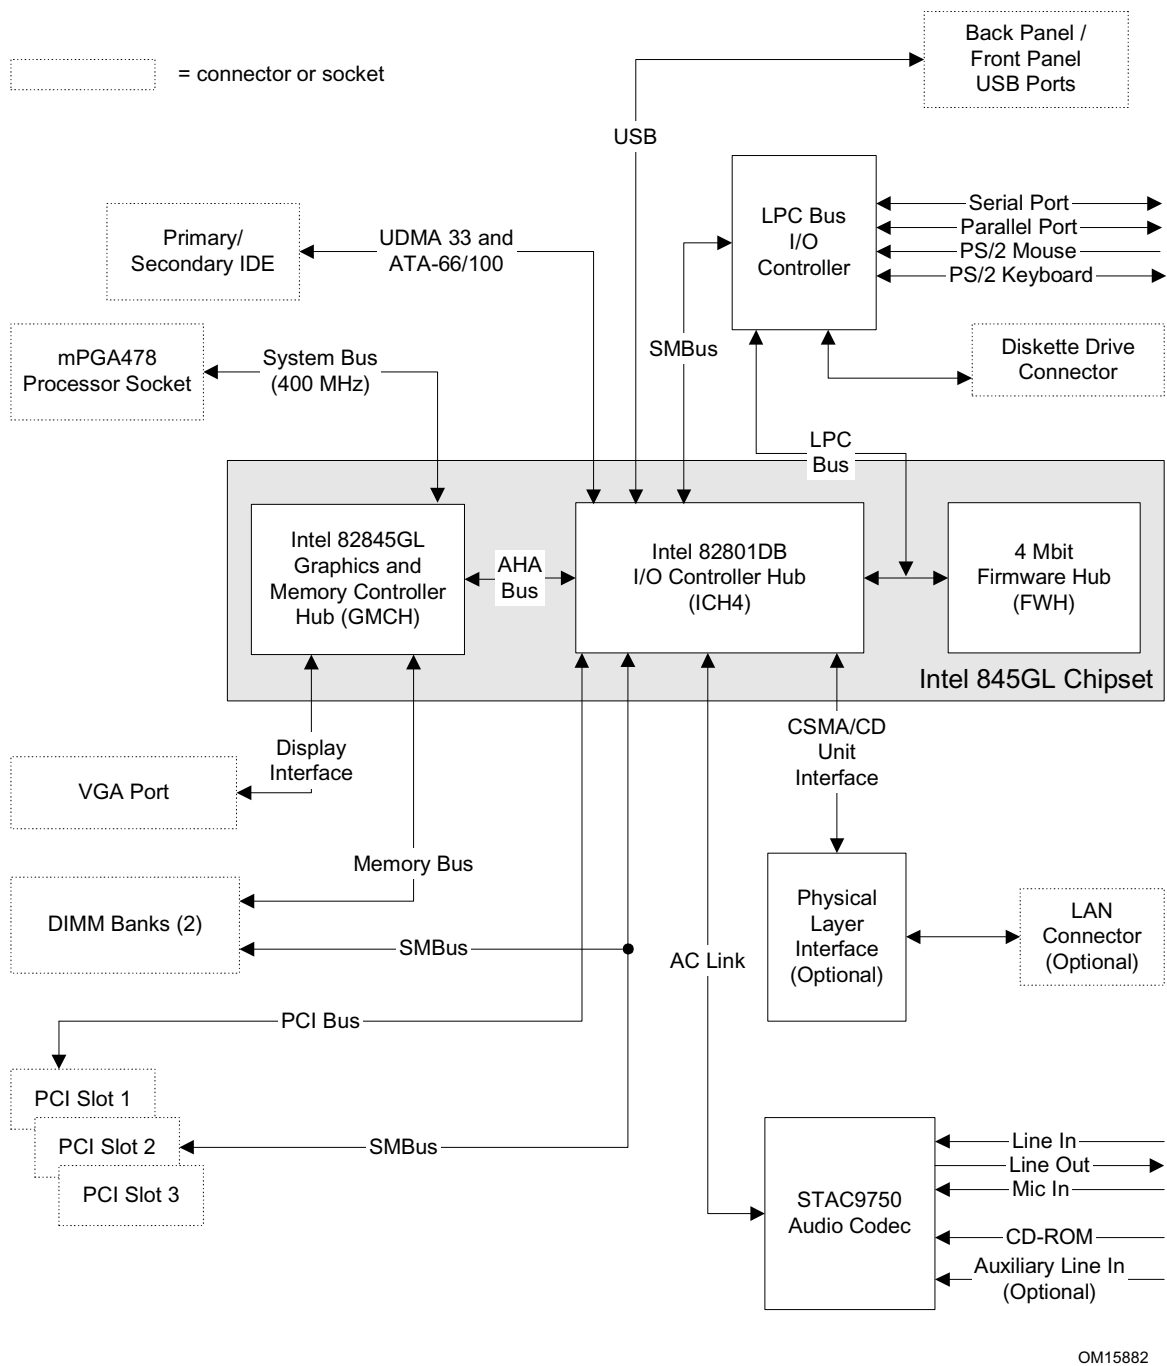 = connector or socket
Back Panel /
Front Panel
USB Ports
USB
LPC Bus
I/O
Controller
Serial Port
Parallel Port
PS/2 Mouse
PS/2 Keyboard
Primary/
Secondary IDE
UDMA 33 and
ATA-66/100
mPGA478
Processor Socket
System Bus
(400 MHz)
SMBus
Diskette Drive
Connector
LPC
Bus
Intel 82845GL
Graphics and
Memory Controller
Hub (GMCH)
AHA
Bus
Intel 82801DB
I/O Controller Hub
(ICH4)
4 Mbit
Firmware Hub
(FWH)
Intel 845GL Chipset
Display
Interface
VGA Port
CSMA/CD
Unit
Interface
Memory Bus
DIMM Banks (2)
SMBus
AC Link
Physical
Layer
Interface
(Optional)
LAN
Connector
(Optional)
PCI Bus
PCI Slot 1
PCI Slot 2
PCI Slot 3
SMBus
STAC9750
Audio Codec
Line In
Line Out
Mic In
CD-ROM
Auxiliary Line In
(Optional)
OM15882